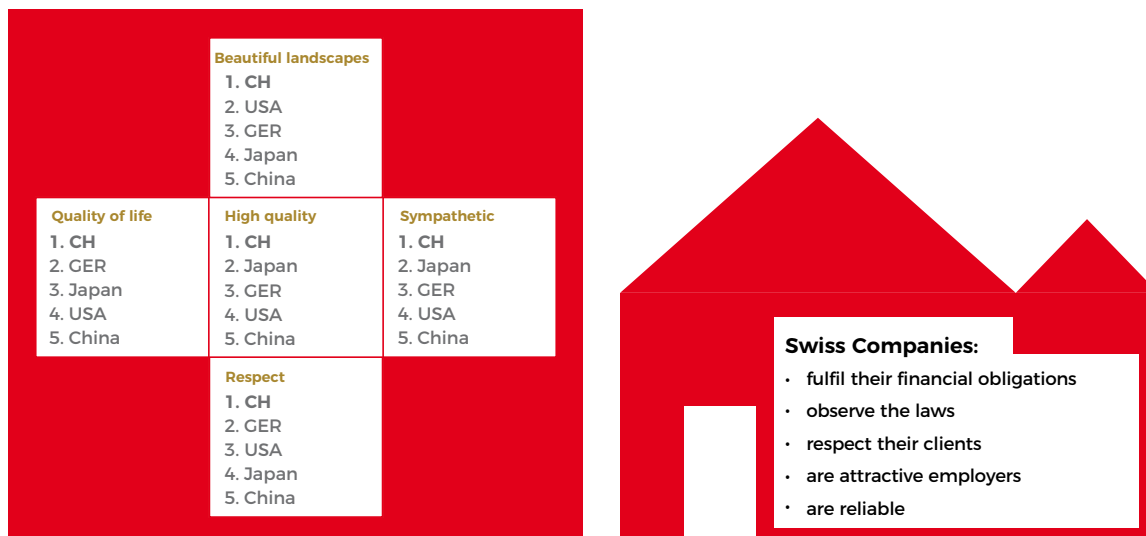 Beautiful landscapes
1. CH
2. USA
3. GER
4. Japan
5. China
Quality of life
1. CH
2. GER
3. Japan
4. USA
5. China
High quality
1. CH
2. Japan
3. GER
4. USA
5. China
Sympathetic
1. CH
2. Japan
3. GER
4. USA
5. China
Respect
1. CH
2. GER
3. USA
4. Japan
5. China
Swiss Companies:
• fulfil their financial obligations
• observe the laws
• respect their clients
• are attractive employers
• are reliable